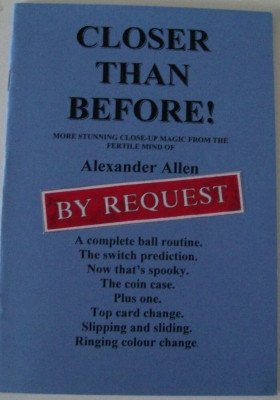 CLOSER
THAN
BEFORE!
MORE STUNNING CLOSE-UP MAGIC FROM THE
FERTILE MIND OF
Alexander Allen
BY REQUEST
A complete ball routine.
The switch prediction.
Now that's spooky.
The coin case.
Plus one.
Top card change.
Slipping and sliding.
Ringing colour change